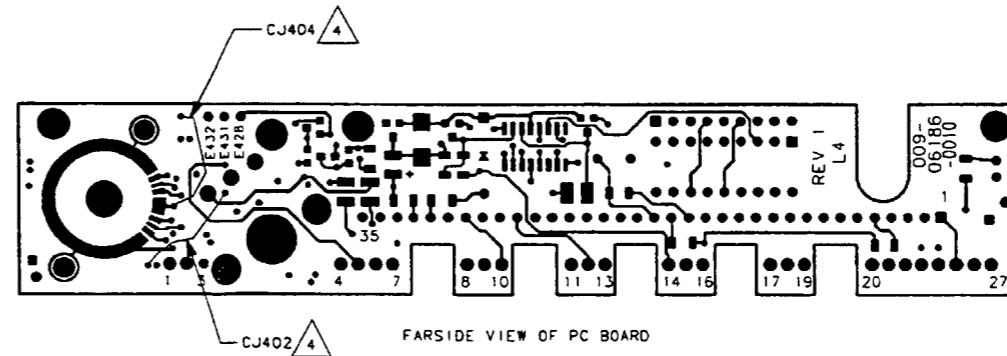 CJ404 4
E432
E431
E428
REV 1
L4
009-
06186
-0010
1
35
1 3 4 7 8 10 11 13 14 16 17 19 20 27
CJ402 4
FARSIDE VIEW OF PC BOARD